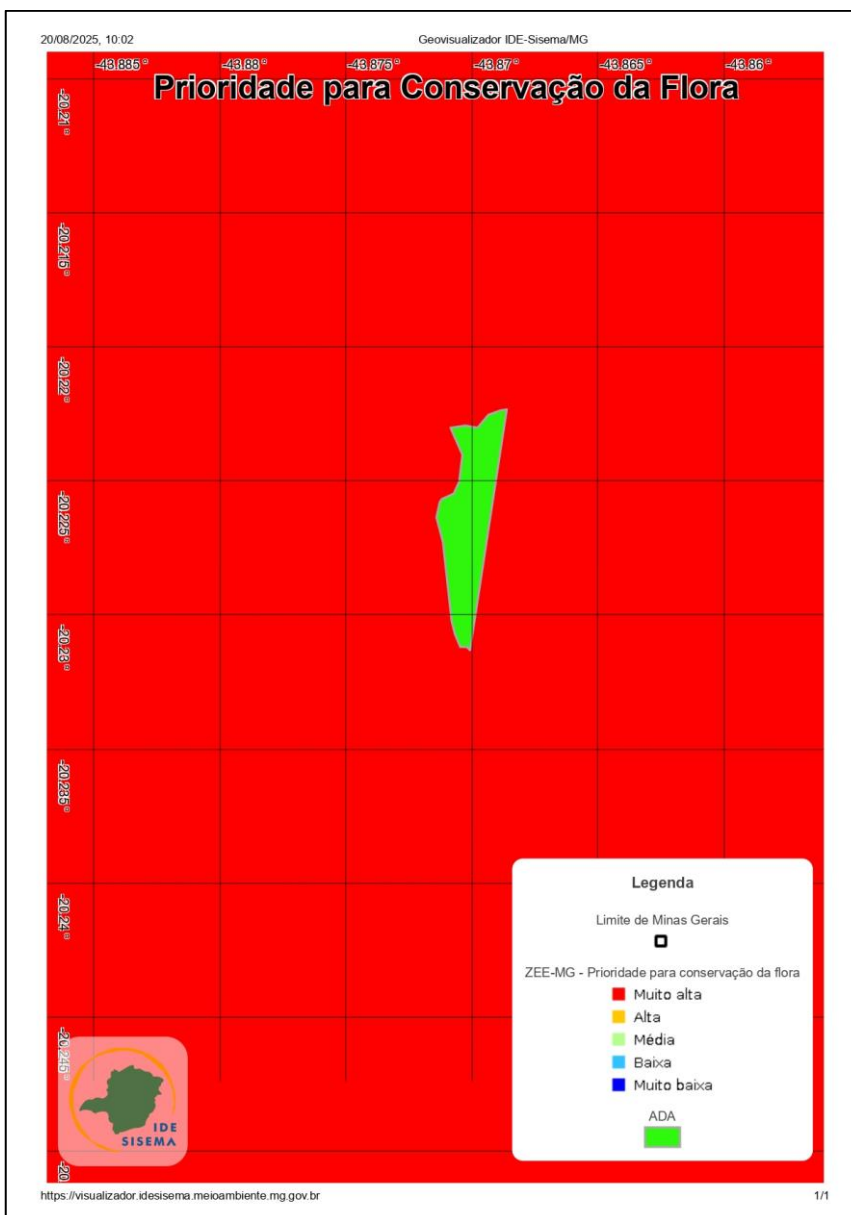 20/08/2025, 10:02
Geovisualizador IDE-Sisema/MG
-43.885°
-43.88°
-43.875°
-43.87°
-43.865°
-43.86°
Prioridade para Conservação da Flora
-20.21°
-20.215°
-20.22°
-20.225°
-20.23°
-20.235°
-20.24°
-20.245°
-20
Legenda
Limite de Minas Gerais
ZEE-MG - Prioridade para conservação da flora
Muito alta
Alta
Média
Baixa
Muito baixa
ADA
IDE
SISEMA
https://visualizador.idesisema.meioambiente.mg.gov.br
1/1